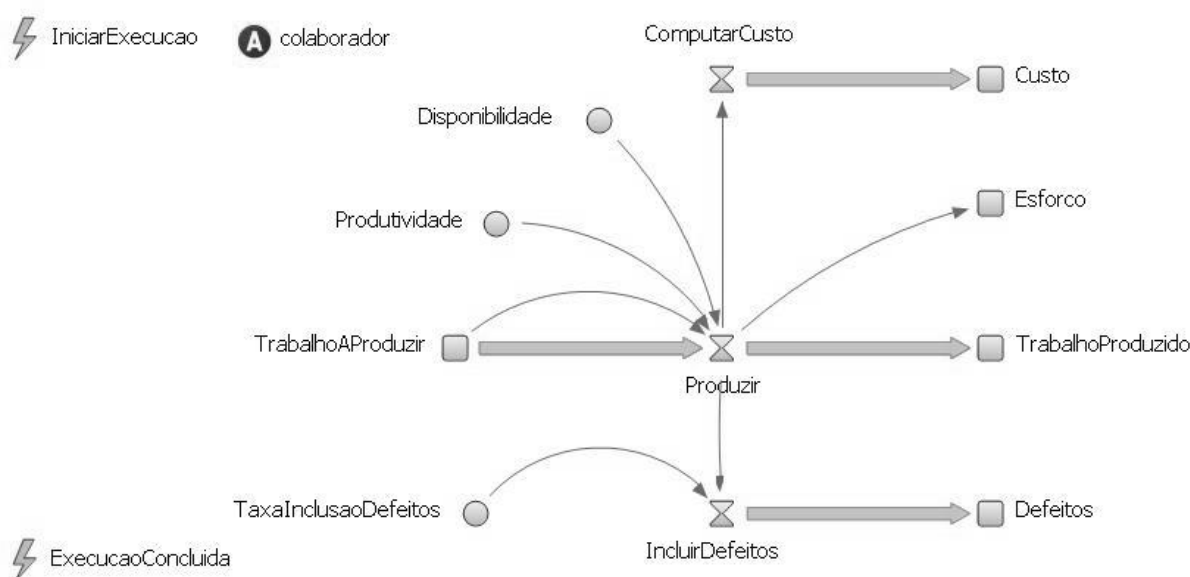 IniciarExecucao
A colaborador
ComputarCusto
Custo
Disponibilidade
Esforco
Produtividade
TrabalhoAProduzir
TrabalhoProduzido
Produzir
TaxaInclusaoDefeitos
Defeitos
IncluirDefeitos
ExecucaoConcluida